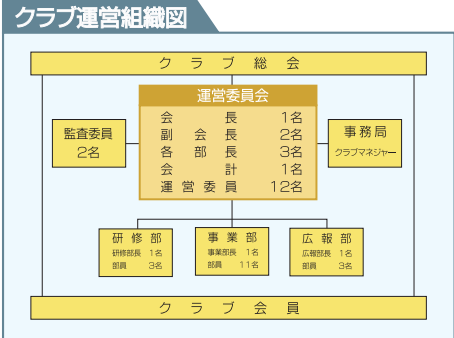 クラブ運営組織図
クラブ総会
運営委員会
会長 1名
副会長 2名
各部長 3名
会計 1名
運営委員 12名
監査委員
2名
事務局
クラブマネジャー
研修部
研修部長 1名
部員 3名
事業部
事業部長 1名
部員 11名
広報部
広報部長 1名
部員 3名
クラブ会員